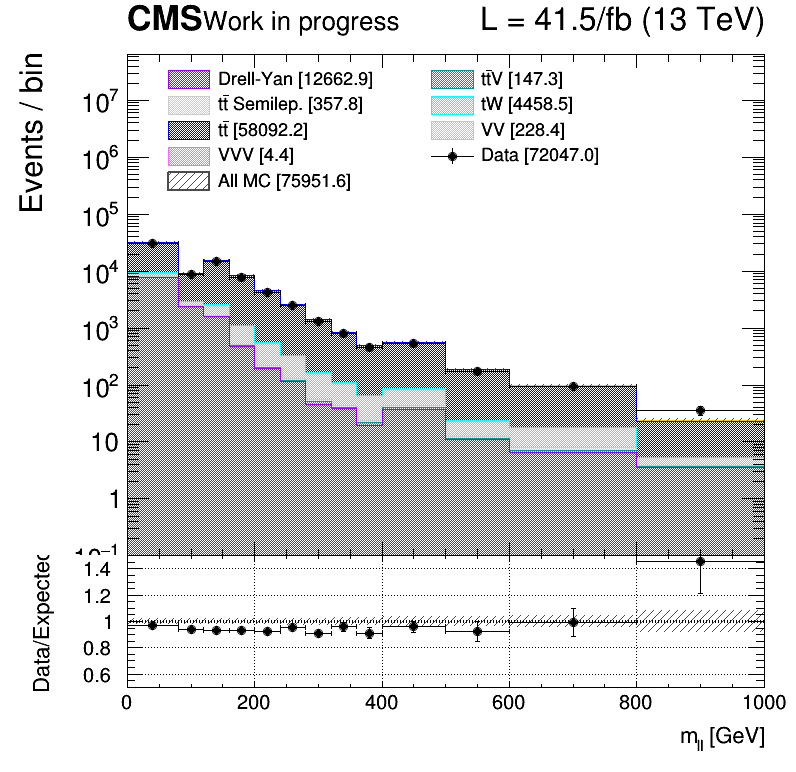 CMS Work in progress L = 41.5/fb (13 TeV)
Events / bin
Drell-Yan [12662.9]
tt̄ Semilep. [357.8]
tt̄ [58092.2]
VVV [4.4]
All MC [75951.6]
tt̄V [147.3]
tW [4458.5]
VV [228.4]
Data [72047.0]
10⁷
10⁶
10⁵
10⁴
10³
10²
10
1
10⁻¹
Data/Expected
1.4
1.2
1
0.8
0.6
0 200 400 600 800 1000
m_ll [GeV]